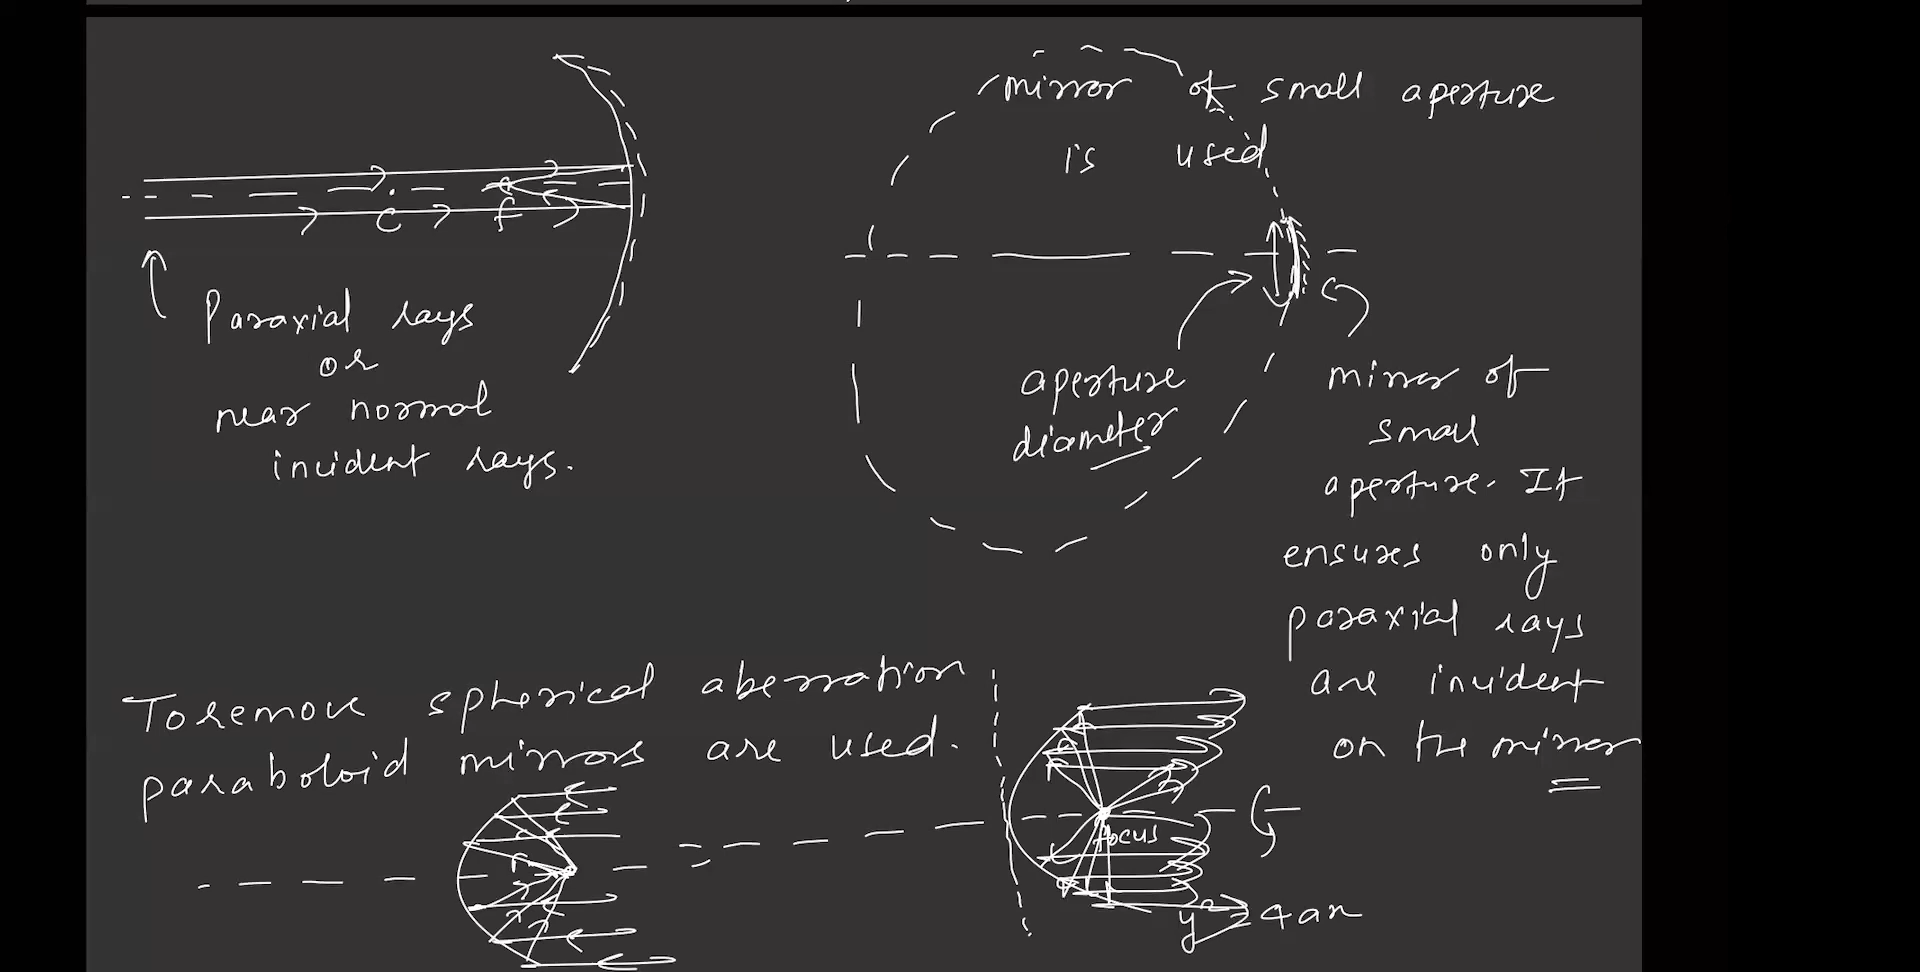 mirror of small aperture
is used
C f
Paraxial rays
or
near normal
incident rays.
aperture
diameter
mirror of
small
aperture. It
ensures only
paraxial rays
are incident
on the mirror
To remove spherical aberration
paraboloid mirrors are used.
focus
y² = 4ax